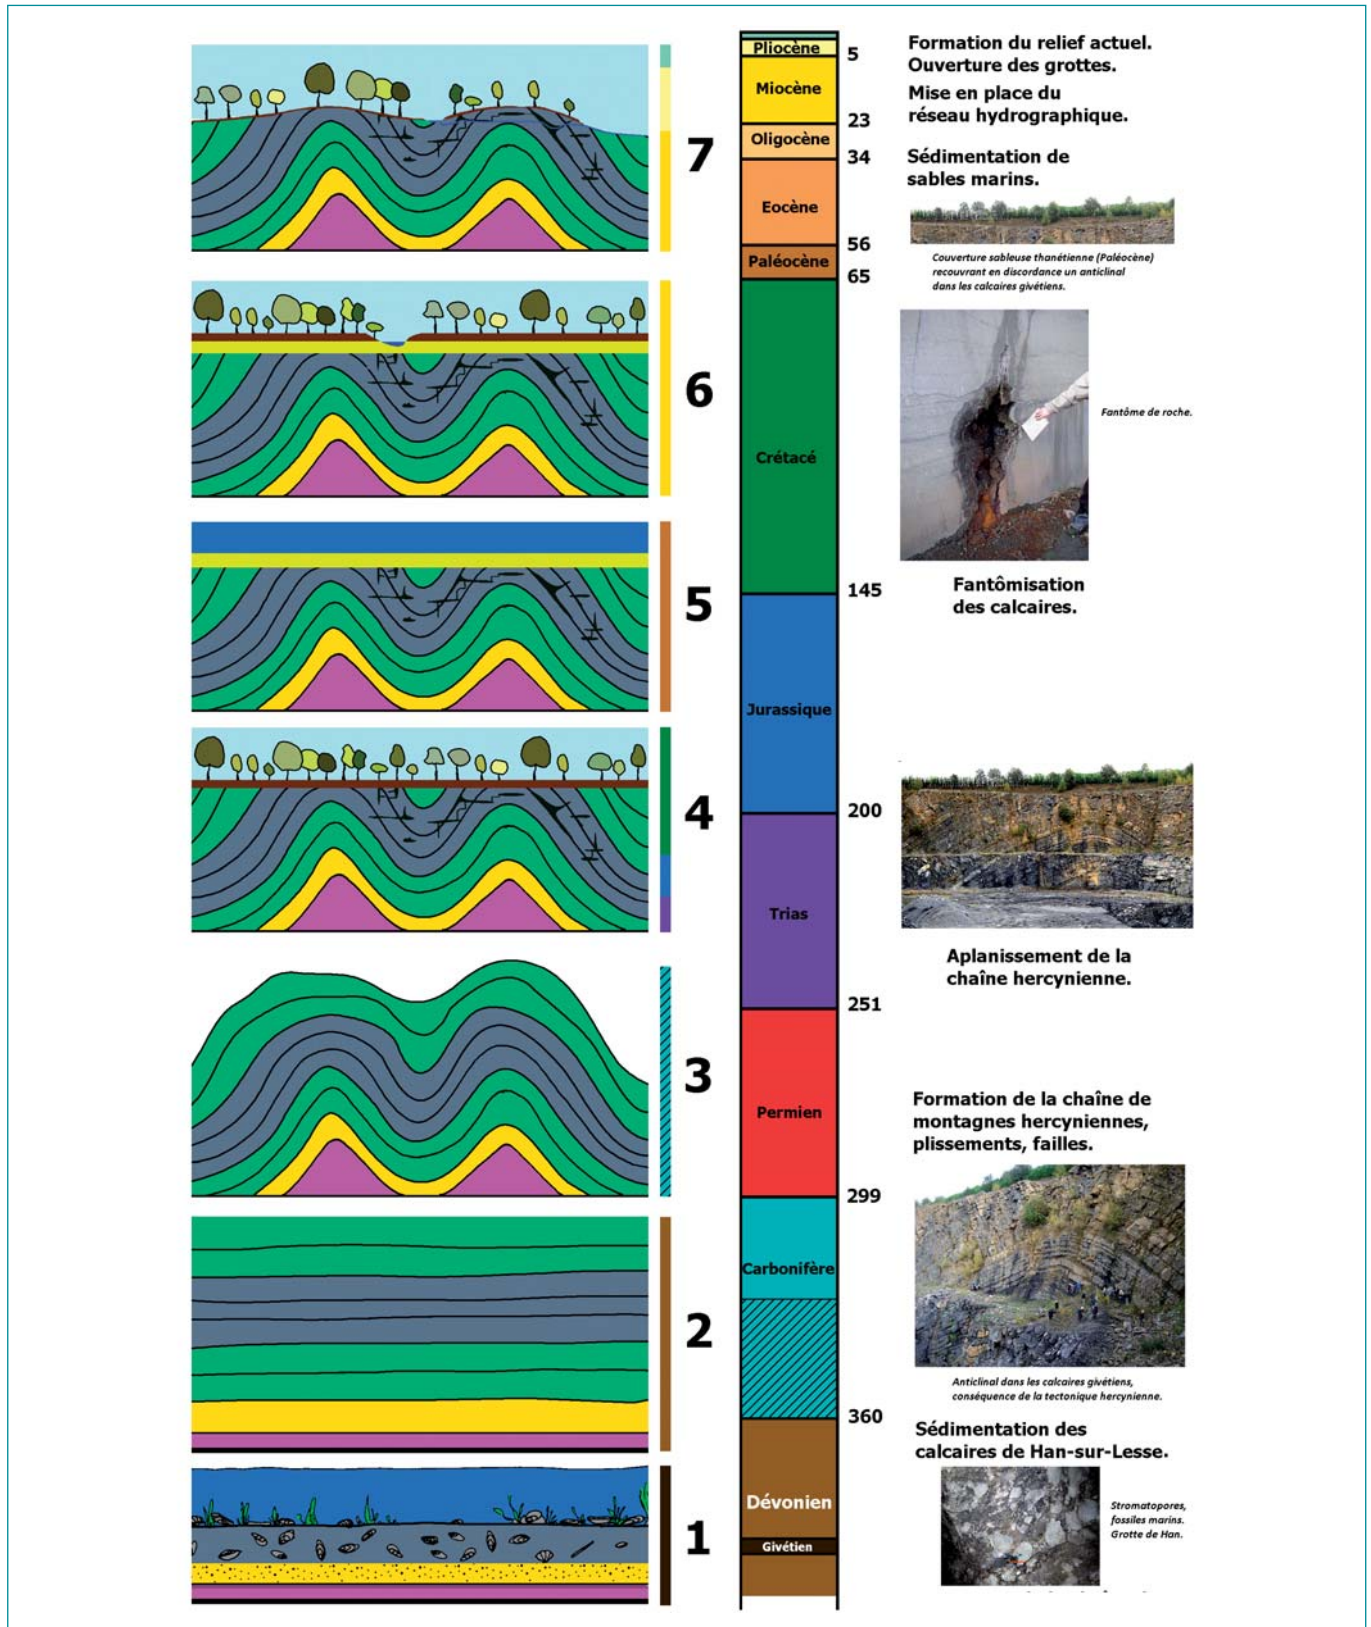 7
6
5
4
3
2
1
Pliocène
5
Miocène
23
Oligocène
34
Eocène
56
Paléocène
65
Crétacé
145
Jurassique
200
Trias
251
Permien
299
Carbonifère
360
Dévonien
Givétien
Formation du relief actuel.
Ouverture des grottes.
Mise en place du
réseau hydrographique.
Sédimentation de
sables marins.
Couverture sableuse thanétienne (Paléocène)
recouvrant en discordance un anticlinal
dans les calcaires givétiens.
Fantôme de roche.
Fantômisation
des calcaires.
Aplanissement de la
chaîne hercynienne.
Formation de la chaîne de
montagnes hercyniennes,
plissements, failles.
Anticlinal dans les calcaires givétiens,
conséquence de la tectonique hercynienne.
Sédimentation des
calcaires de Han-sur-Lesse.
Stromatopores,
fossiles marins.
Grotte de Han.